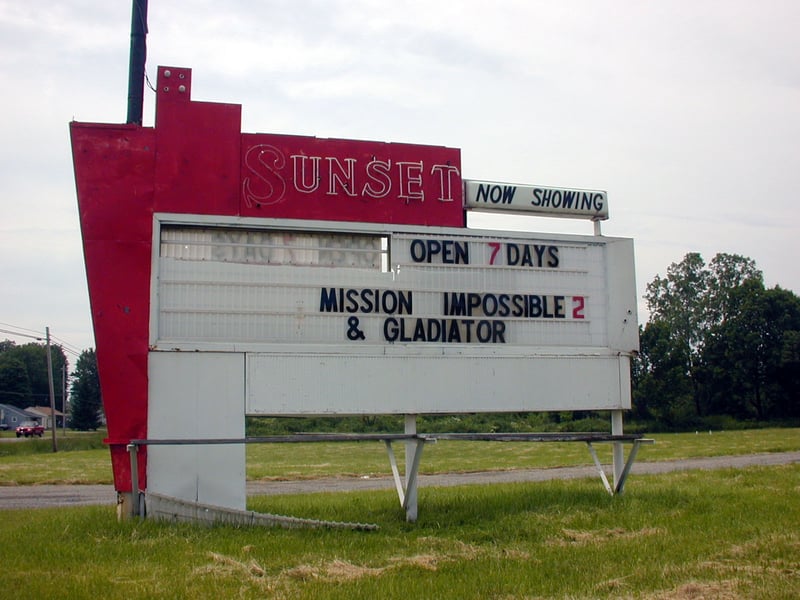 SUNSET
NOW SHOWING
OPEN 7 DAYS
MISSION IMPOSSIBLE 2
& GLADIATOR